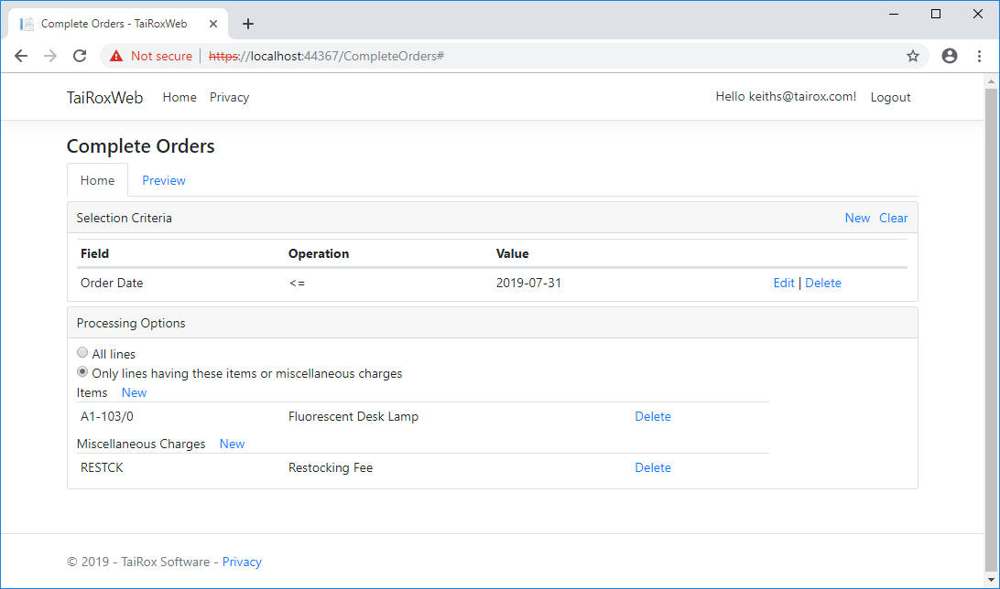 Complete Orders - TaiRoxWeb
Not secure | https://localhost:44367/CompleteOrders#
TaiRoxWeb Home Privacy Hello keiths@tairox.com! Logout
Complete Orders
Home Preview
Selection Criteria New Clear
Field Operation Value
Order Date <= 2019-07-31 Edit | Delete
Processing Options
All lines
Only lines having these items or miscellaneous charges
Items New
A1-103/0 Fluorescent Desk Lamp Delete
Miscellaneous Charges New
RESTCK Restocking Fee Delete
© 2019 - TaiRox Software - Privacy